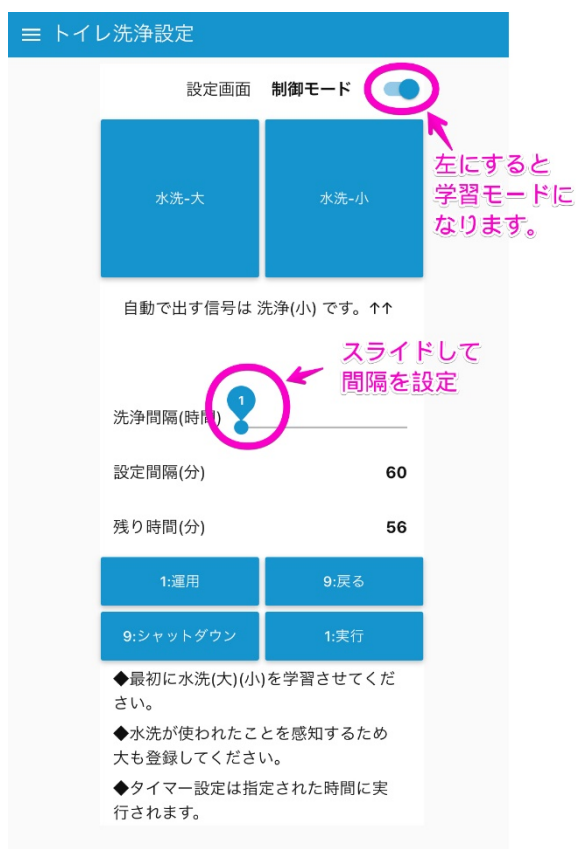 トイレ洗浄設定
設定画面 制御モード
左にすると
学習モードに
なります。
水洗-大 水洗-小
自動で出す信号は 洗浄(小) です。↑↑
スライドして
間隔を設定
1
洗浄間隔(時間)
設定間隔(分) 60
残り時間(分) 56
1:運用 9:戻る
9:シャットダウン 1:実行
◆最初に水洗(大)(小)を学習させてくだ
さい。
◆水洗が使われたことを感知するため
大も登録してください。
◆タイマー設定は指定された時間に実
行されます。